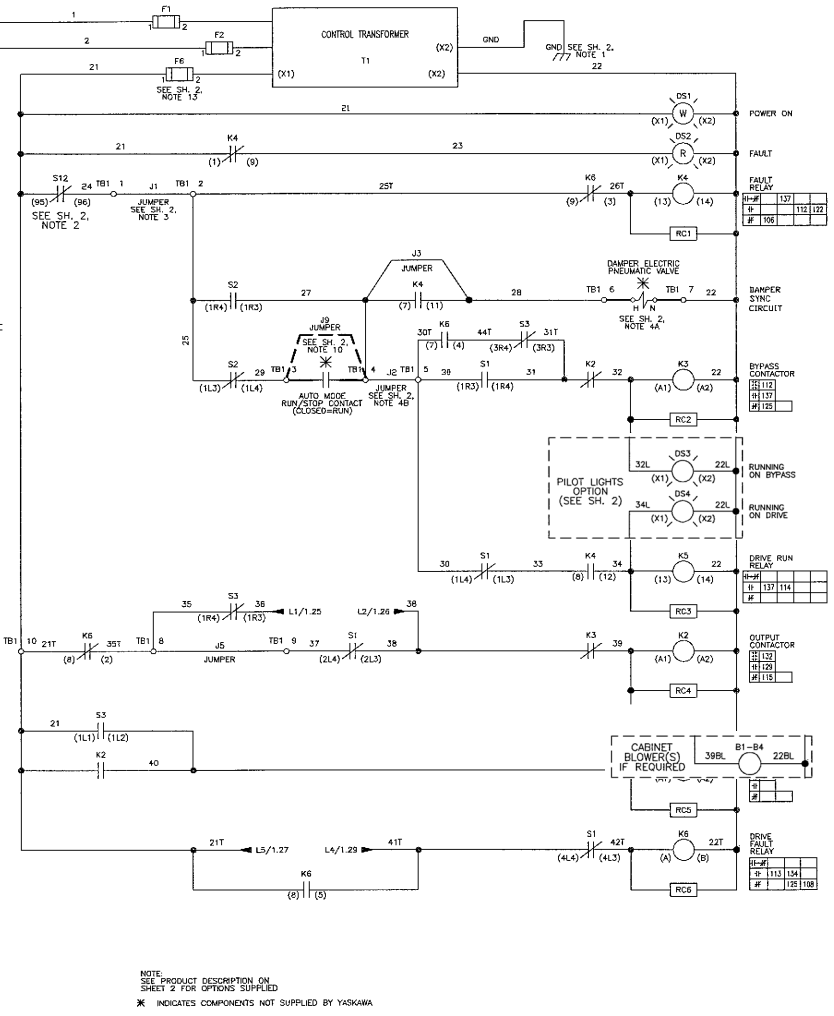 F1
1
1 2
CONTROL TRANSFORMER
T1
2
F2
1 2
(X2)
GND
GND SEE SH. 2,
NOTE 1
21
F6
1 2
(X1)
(X2)
22
SEE SH. 2,
NOTE 13
21
DS1
W
(X1) (X2)
POWER ON
21
K4
(1) (9)
23
DS2
R
(X1) (X2)
FAULT
S12
(95) (96)
24
TB1 1
J1
JUMPER
SEE SH. 2,
NOTE 3
TB1 2
25T
K6
(9) (3)
26T
K4
(13) (14)
FAULT
RELAY
137
112 122
106
SEE SH. 2,
NOTE 2
RC1
J3
JUMPER
S2
(1R4) (1R3)
27
K4
(7) (11)
28
DAMPER ELECTRIC
PNEUMATIC VALVE
TB1 6
H N
TB1 7
22
SEE SH. 2,
NOTE 4A
DAMPER
SYNC
CIRCUIT
25
J9
JUMPER
SEE SH. 2,
NOTE 10
30T
K6
(7) (4)
44T
S3
(3R4) (3R3)
31T
S2
(1L3) (1L4)
29
TB1 3
TB1 4
J2
TB1 5
JUMPER
SEE SH. 2,
NOTE 4B
30
S1
(1R3) (1R4)
31
K2
32
K3
(A1) (A2)
22
BYPASS
CONTACTOR
112
137
125
AUTO MODE
RUN/STOP CONTACT
(CLOSED=RUN)
RC2
PILOT LIGHTS
OPTION
(SEE SH. 2)
32L
DS3
(X1) (X2)
22L
RUNNING
ON BYPASS
34L
DS4
(X1) (X2)
22L
RUNNING
ON DRIVE
30
S1
(1L4) (1L3)
33
K4
(8) (12)
34
K5
(13) (14)
22
DRIVE RUN
RELAY
137 114
RC3
35
S3
(1R4) (1R3)
36
L1/1.25
L2/1.26
38
TB1 10
21T
K6
(8) (2)
35T
TB1 8
J5
JUMPER
TB1 9
37
S1
(2L4) (2L3)
38
K3
39
K2
(A1) (A2)
OUTPUT
CONTACTOR
132
129
115
RC4
21
S3
(1L1) (1L2)
K2
40
CABINET
BLOWER(S)
IF REQUIRED
39BL
B1-B4
22BL
RC5
21T
L5/1.27
L4/1.29
41T
S1
(4L4) (4L3)
42T
K6
(A) (B)
22T
DRIVE
FAULT
RELAY
113 134
125 108
K6
(8) (5)
RC6
NOTE:
SEE PRODUCT DESCRIPTION ON
SHEET 2 FOR OPTIONS SUPPLIED
INDICATES COMPONENTS NOT SUPPLIED BY YASKAWA